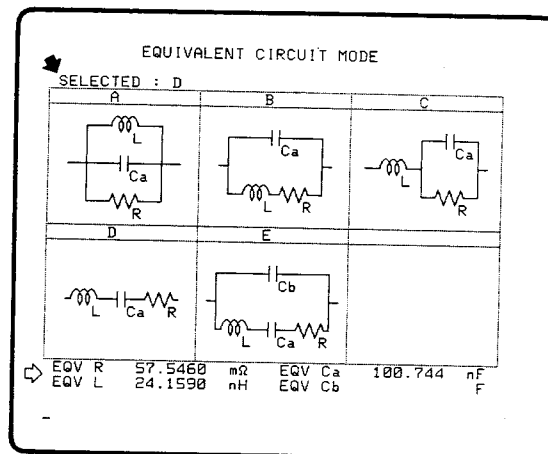 EQUIVALENT CIRCUIT MODE
SELECTED : D
A B C
L Ca R
Ca L R
L Ca R
D E
L Ca R
Cb L Ca R
EQV R 57.5460 mΩ EQV Ca 100.744 nF
EQV L 24.1590 nH EQV Cb F
-